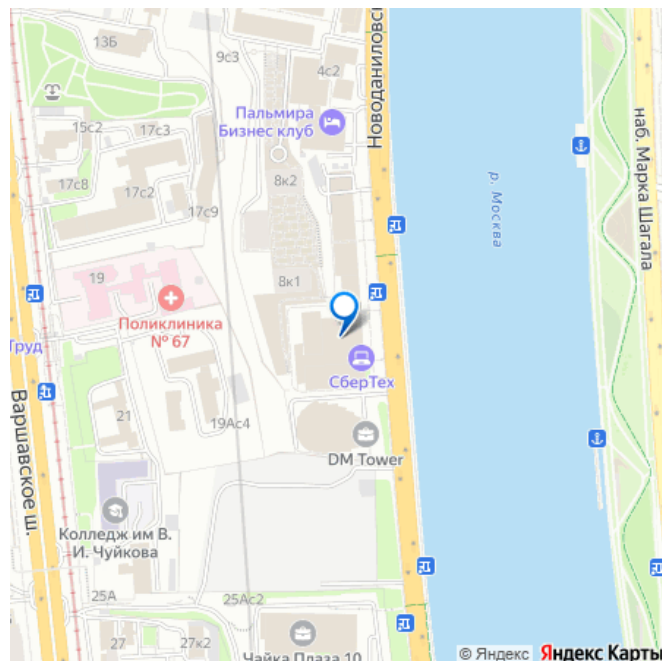 13Б
9с3
4с2
Новоданиловск
Пальмира
Бизнес клуб
15с2
17с3
17с8
17с2
8к2
17с9
р. Москва
наб. Марка Шагала
19
8к1
Поликлиника
№ 67
Труд
СберТех
21
19Ас4
DM Tower
Варшавское ш.
Колледж им В.
И. Чуйкова
25А
25Ас2
27
27к2
Чайка Плаза 10
© Яндекс
Яндекс Карты